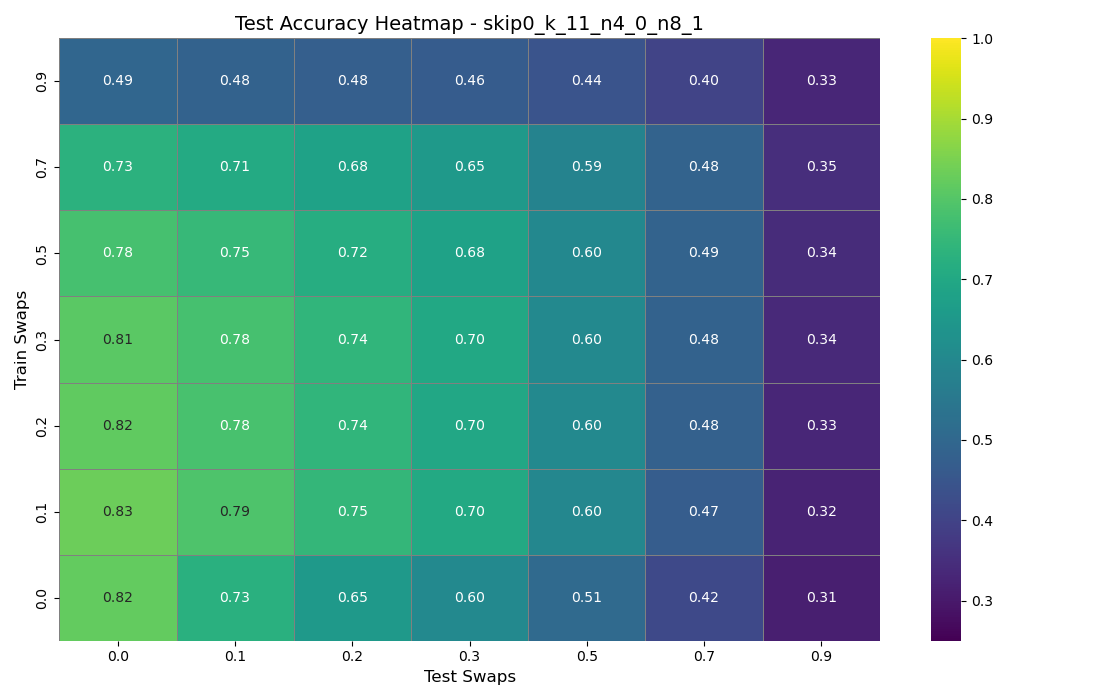 Test Accuracy Heatmap - skip0_k_11_n4_0_n8_1
Train Swaps
0.9 0.49 0.48 0.48 0.46 0.44 0.40 0.33
0.7 0.73 0.71 0.68 0.65 0.59 0.48 0.35
0.5 0.78 0.75 0.72 0.68 0.60 0.49 0.34
0.3 0.81 0.78 0.74 0.70 0.60 0.48 0.34
0.2 0.82 0.78 0.74 0.70 0.60 0.48 0.33
0.1 0.83 0.79 0.75 0.70 0.60 0.47 0.32
0.0 0.82 0.73 0.65 0.60 0.51 0.42 0.31
0.0 0.1 0.2 0.3 0.5 0.7 0.9
Test Swaps
1.0
0.9
0.8
0.7
0.6
0.5
0.4
0.3